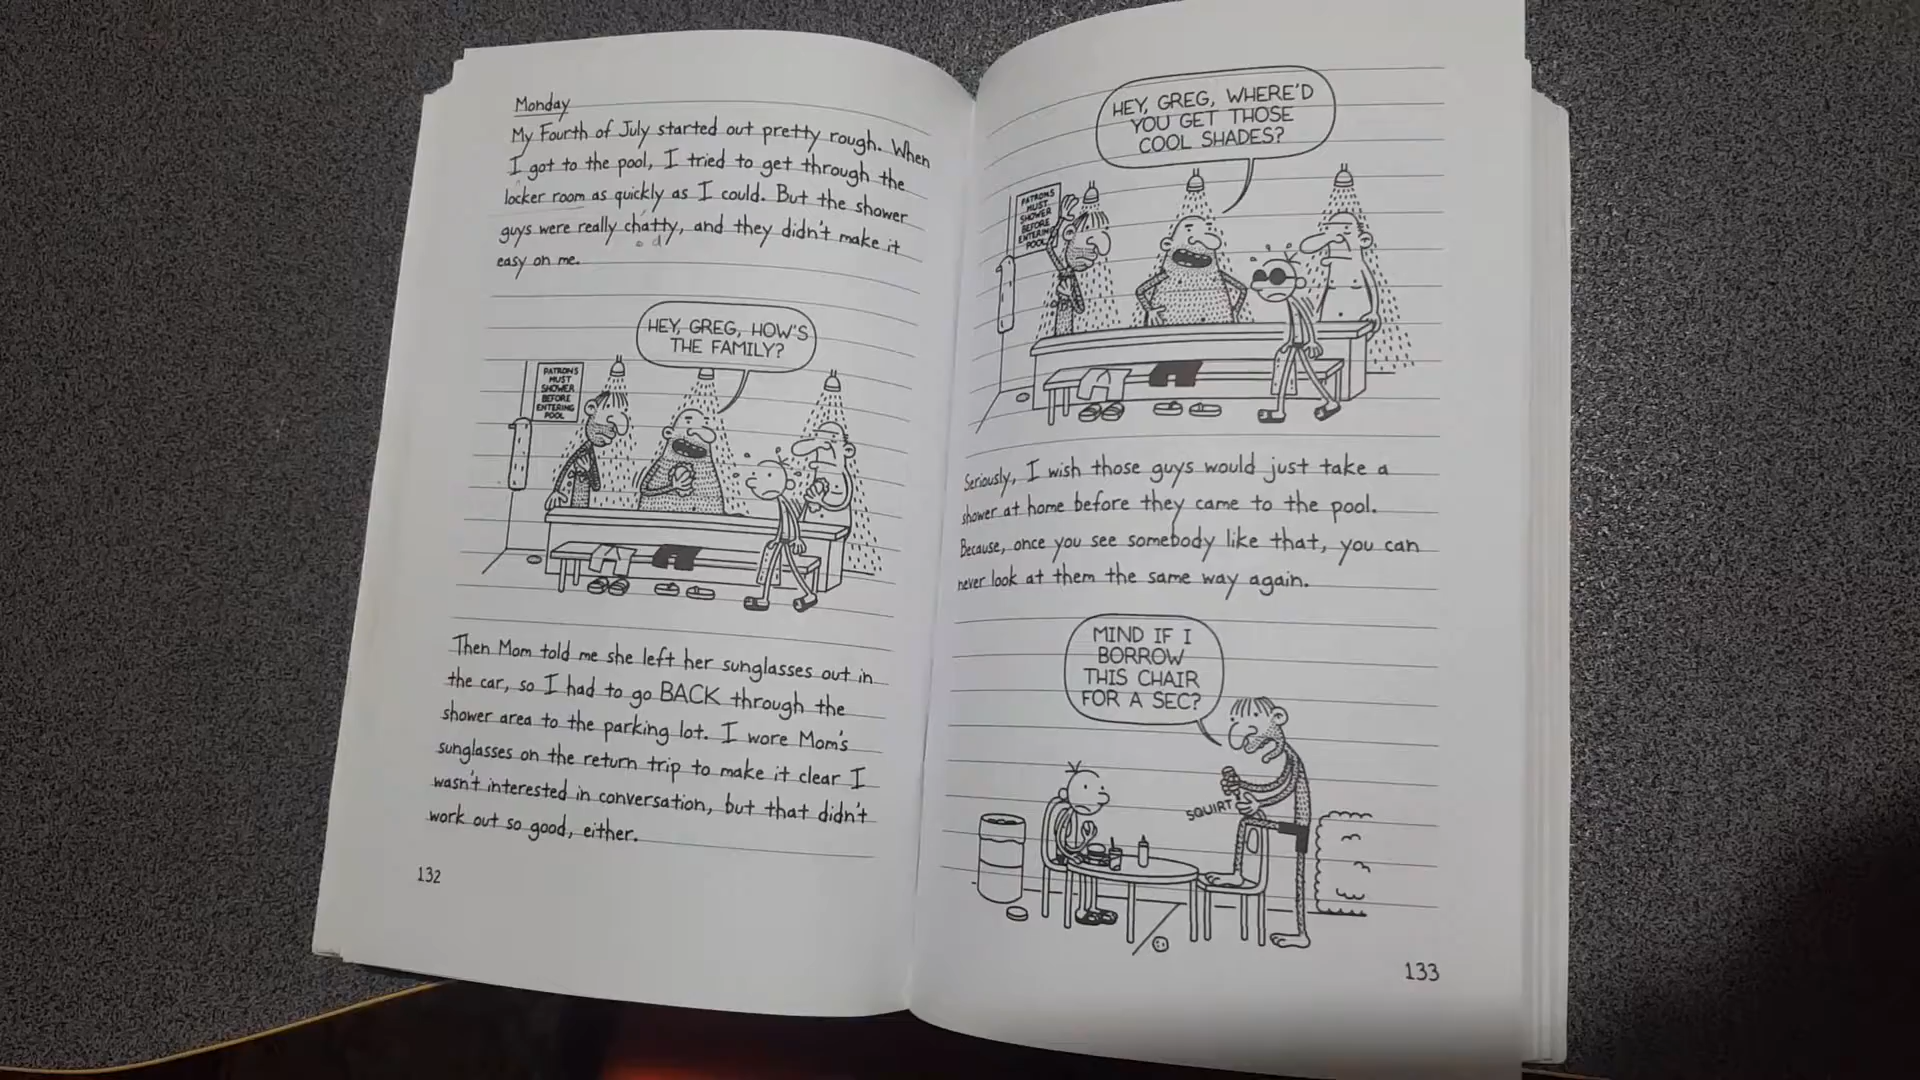 Monday
My Fourth of July started out pretty rough. When
I got to the pool, I tried to get through the
locker room as quickly as I could. But the shower
guys were really chatty, and they didn't make it
easy on me.
HEY, GREG, HOW'S
THE FAMILY?
PATRONS
MUST
SHOWER
BEFORE
ENTERING
POOL
Then Mom told me she left her sunglasses out in
the car, so I had to go BACK through the
shower area to the parking lot. I wore Mom's
sunglasses on the return trip to make it clear I
wasn't interested in conversation, but that didn't
work out so good, either.
132
HEY, GREG, WHERE'D
YOU GET THOSE
COOL SHADES?
PATRONS
MUST
SHOWER
BEFORE
ENTERING
POOL
Seriously, I wish those guys would just take a
shower at home before they came to the pool.
Because, once you see somebody like that, you can
never look at them the same way again.
MIND IF I
BORROW
THIS CHAIR
FOR A SEC?
SQUIRT
133